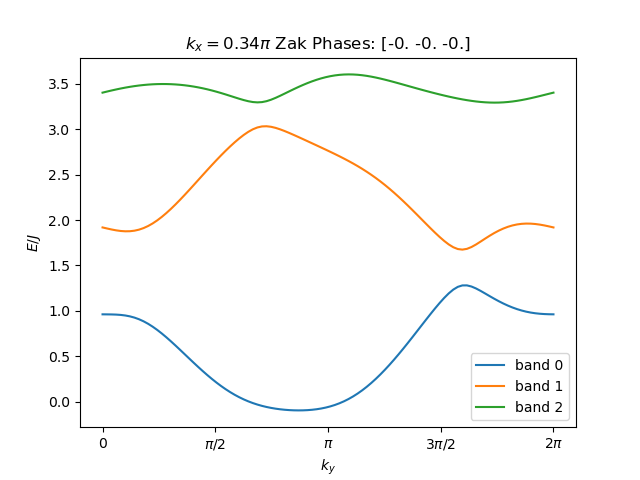 k_x = 0.34π Zak Phases: [-0. -0. -0.]
E/J
3.5
3.0
2.5
2.0
1.5
1.0
0.5
0.0
band 0
band 1
band 2
0
π/2
π
3π/2
2π
k_y